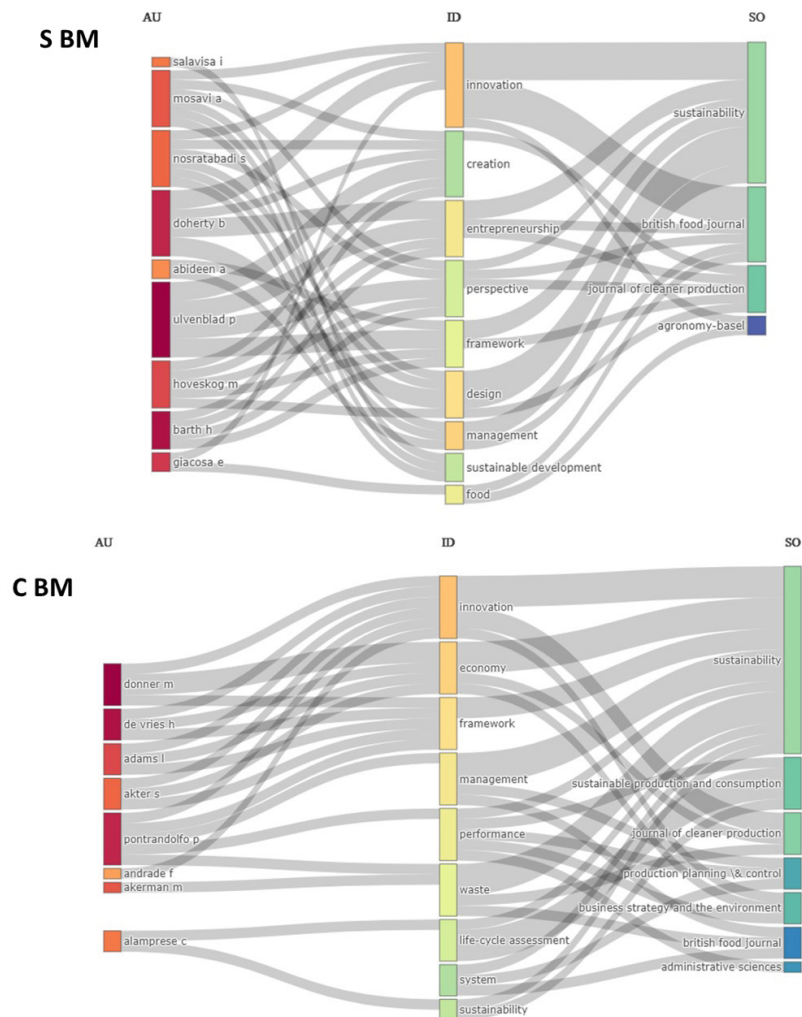 AU
ID
SO
S BM
salavisa i
mosavi a
nosratabadi s
doherty b
abideen a
ulvenblad p
hoveskog m
barth h
giacosa e
innovation
creation
entrepreneurship
perspective
framework
design
management
sustainable development
food
sustainability
british food journal
journal of cleaner production
agronomy-basel
AU
ID
SO
C BM
donner m
de vries h
adams l
akter s
pontrandolfo p
andrade f
akerman m
alamprese c
innovation
economy
framework
management
performance
waste
life-cycle assessment
system
sustainability
sustainability
sustainable production and consumption
journal of cleaner production
production planning \& control
business strategy and the environment
british food journal
administrative sciences